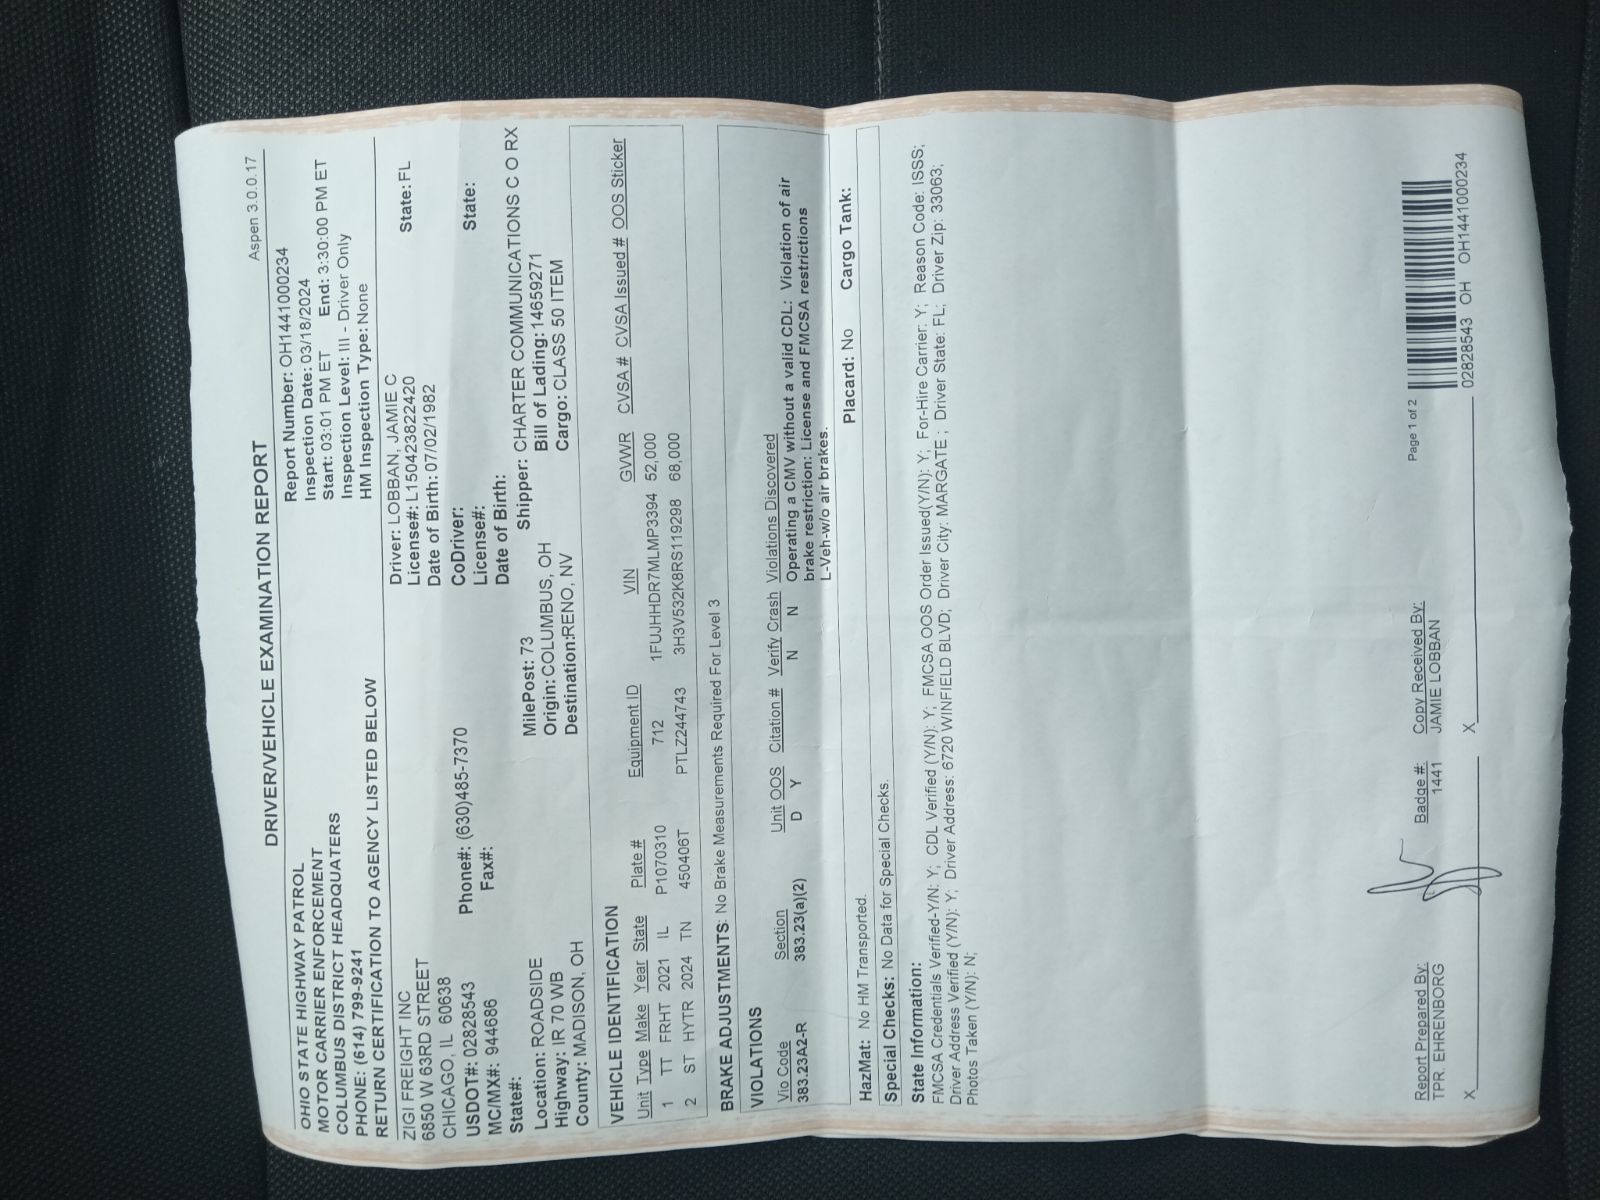 Aspen 3.0.0.17
DRIVER/VEHICLE EXAMINATION REPORT
OHIO STATE HIGHWAY PATROL
MOTOR CARRIER ENFORCEMENT
COLUMBUS DISTRICT HEADQUATERS
PHONE: (614) 799-9241
RETURN CERTIFICATION TO AGENCY LISTED BELOW
Report Number: OH1441000234
Inspection Date: 03/18/2024
Start: 03:01 PM ET End: 3:30:00 PM ET
Inspection Level: III - Driver Only
HM Inspection Type: None
ZIGI FREIGHT INC
6850 W 63RD STREET
CHICAGO, IL 60638
USDOT#: 02828543 Phone#: (630)485-7370
MC/MX#: 944686 Fax#:
State#:
Driver: LOBBAN, JAMIE C
License#: L150423822420 State: FL
Date of Birth: 07/02/1982
CoDriver:
License#: State:
Date of Birth:
Location: ROADSIDE MilePost: 73 Shipper: CHARTER COMMUNICATIONS C O RX
Highway: IR 70 WB Origin: COLUMBUS, OH Bill of Lading: 14659271
County: MADISON, OH Destination: RENO, NV Cargo: CLASS 50 ITEM
VEHICLE IDENTIFICATION
Unit Type Make Year State Plate # Equipment ID VIN GVWR CVSA # CVSA Issued # OOS Sticker
1 TT FRHT 2021 IL P1070310 712 1FUJHHDR7MLMP3394 52,000
2 ST HYTR 2024 TN 450406T PTLZ244743 3H3V532K8RS119298 68,000
BRAKE ADJUSTMENTS: No Brake Measurements Required For Level 3
VIOLATIONS
Vio Code Section Unit OOS Citation # Verify Crash Violations Discovered
383.23A2-R 383.23(a)(2) D Y N N Operating a CMV without a valid CDL: Violation of air
brake restriction: License and FMCSA restrictions
L-Veh-w/o air brakes.
HazMat: No HM Transported. Placard: No Cargo Tank:
Special Checks: No Data for Special Checks.
State Information:
FMCSA Credentials Verified-Y/N: Y; CDL Verified (Y/N): Y; FMCSA OOS Order Issued(Y/N): Y; For-Hire Carrier: Y; Reason Code: ISSS;
Driver Address Verified (Y/N): Y; Driver Address: 6720 WINFIELD BLVD; Driver City: MARGATE ; Driver State: FL; Driver Zip: 33063;
Photos Taken (Y/N): N;
Report Prepared By: Badge #: Copy Received By: Page 1 of 2
TPR. EHRENBORG 1441 JAMIE LOBBAN
X X
02828543 OH OH1441000234